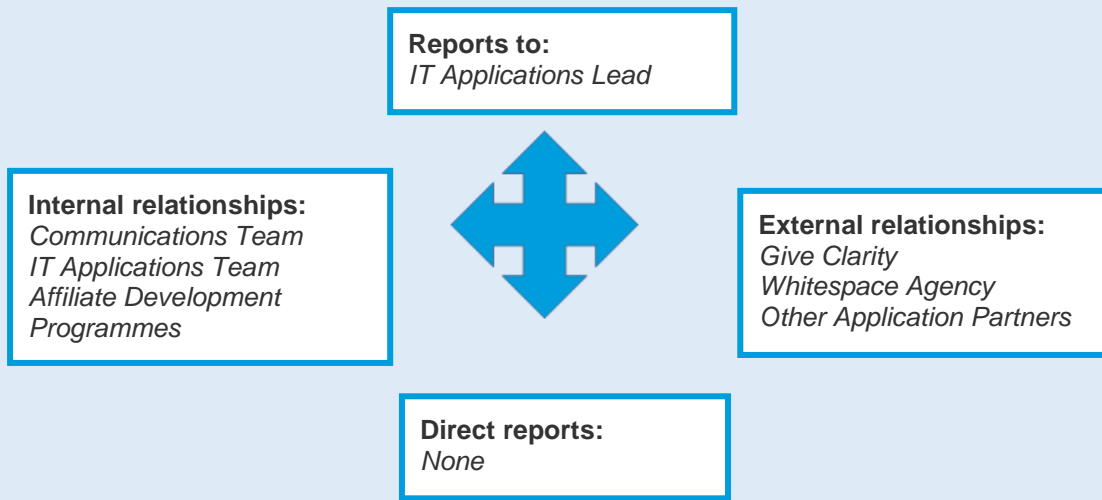 Reports to:
IT Applications Lead
Internal relationships:
Communications Team
IT Applications Team
Affiliate Development
Programmes
External relationships:
Give Clarity
Whitespace Agency
Other Application Partners
Direct reports:
None